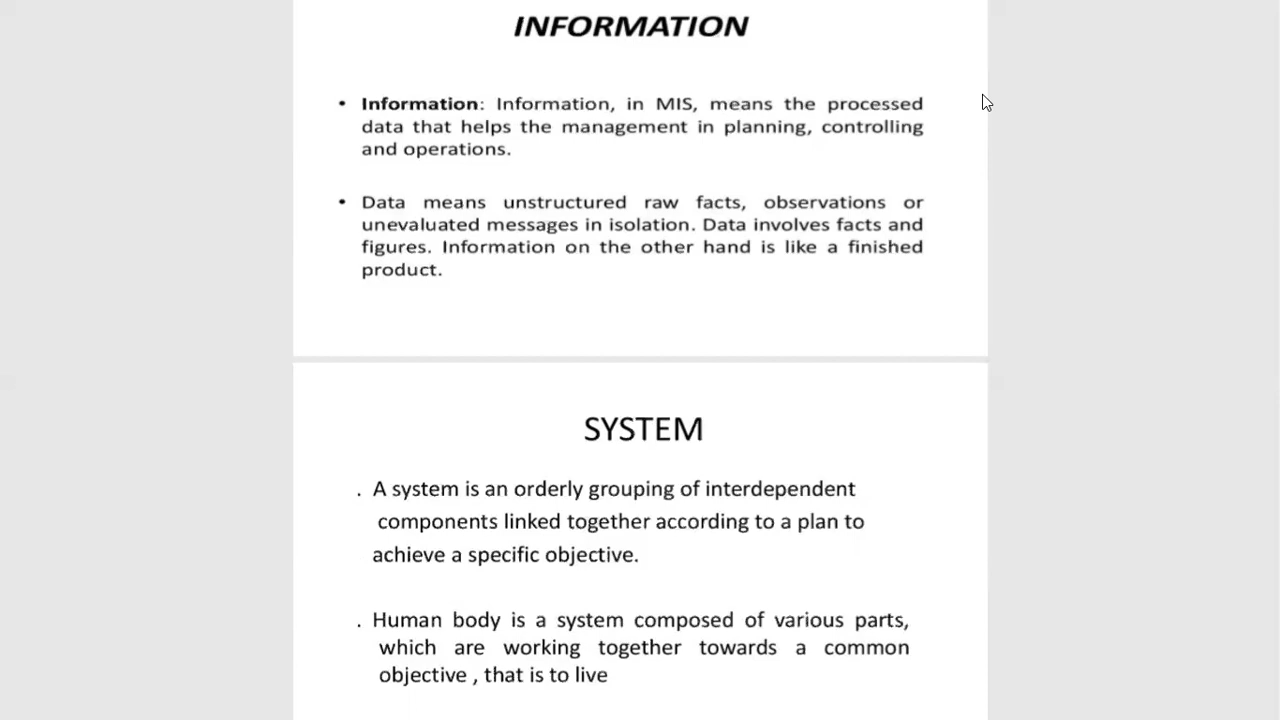 INFORMATION
• Information: Information, in MIS, means the processed
data that helps the management in planning, controlling
and operations.
• Data means unstructured raw facts, observations or
unevaluated messages in isolation. Data involves facts and
figures. Information on the other hand is like a finished
product.
SYSTEM
. A system is an orderly grouping of interdependent
components linked together according to a plan to
achieve a specific objective.
. Human body is a system composed of various parts,
which are working together towards a common
objective , that is to live